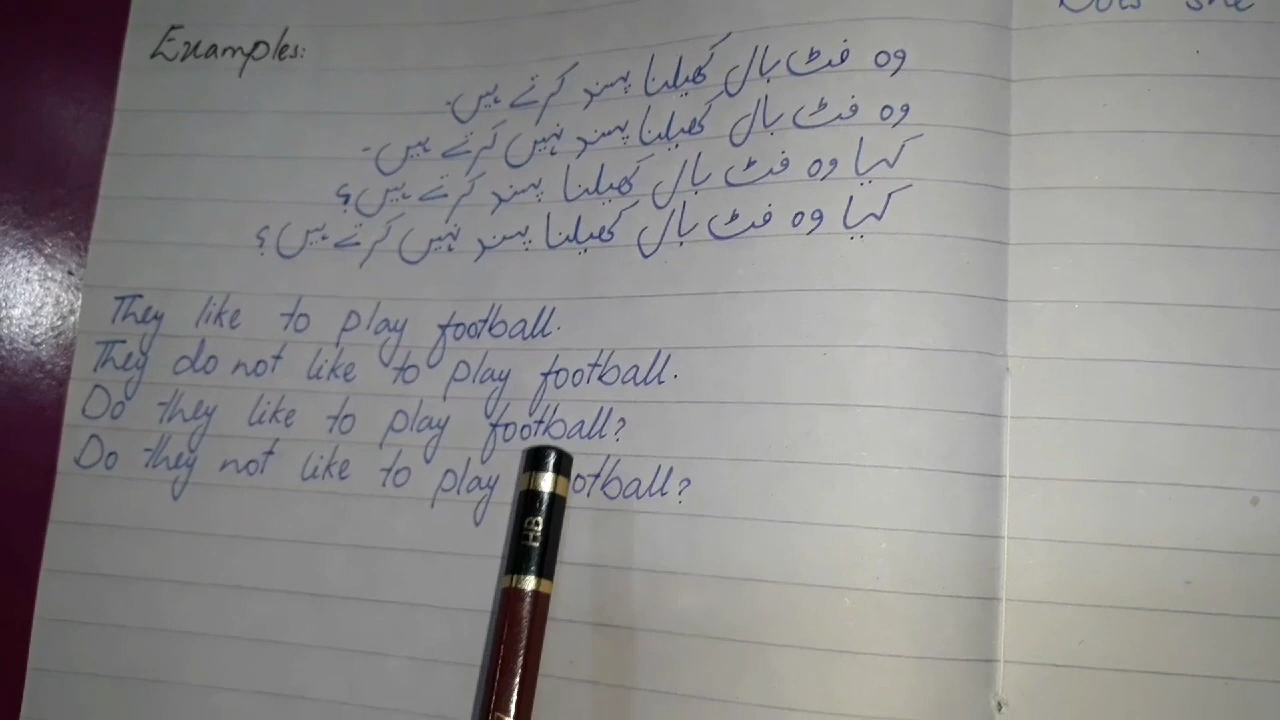 Does she
Examples:
وہ فٹ بال کھیلنا پسند کرتے ہیں۔
وہ فٹ بال کھیلنا پسند نہیں کرتے ہیں۔
کیا وہ فٹ بال کھیلنا پسند کرتے ہیں؟
کیا وہ فٹ بال کھیلنا پسند نہیں کرتے ہیں؟
They like to play football.
They do not like to play football.
Do they like to play football?
Do they not like to play otball?
HB